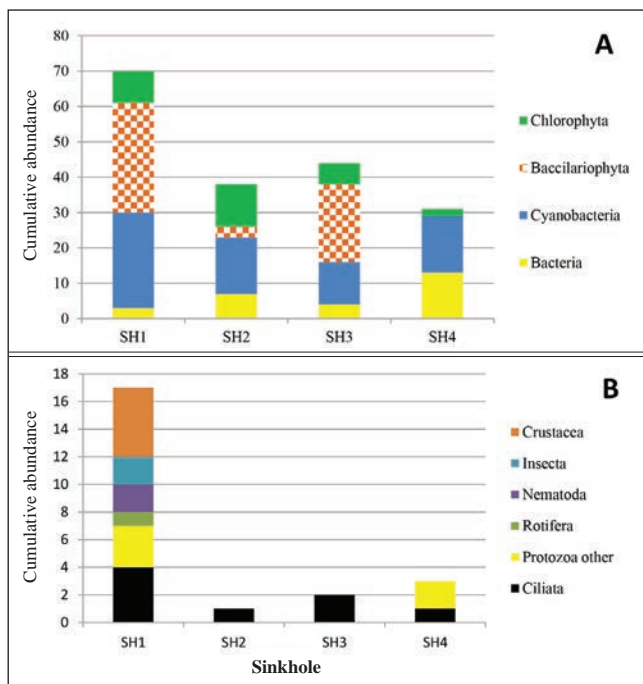 A
Cumulative abundance
80
70
60
50
40
30
20
10
0
SH1 SH2 SH3 SH4
Chlorophyta
Baccilariophyta
Cyanobacteria
Bacteria
B
Cumulative abundance
18
16
14
12
10
8
6
4
2
0
SH1 SH2 SH3 SH4
Sinkhole
Crustacea
Insecta
Nematoda
Rotifera
Protozoa other
Ciliata